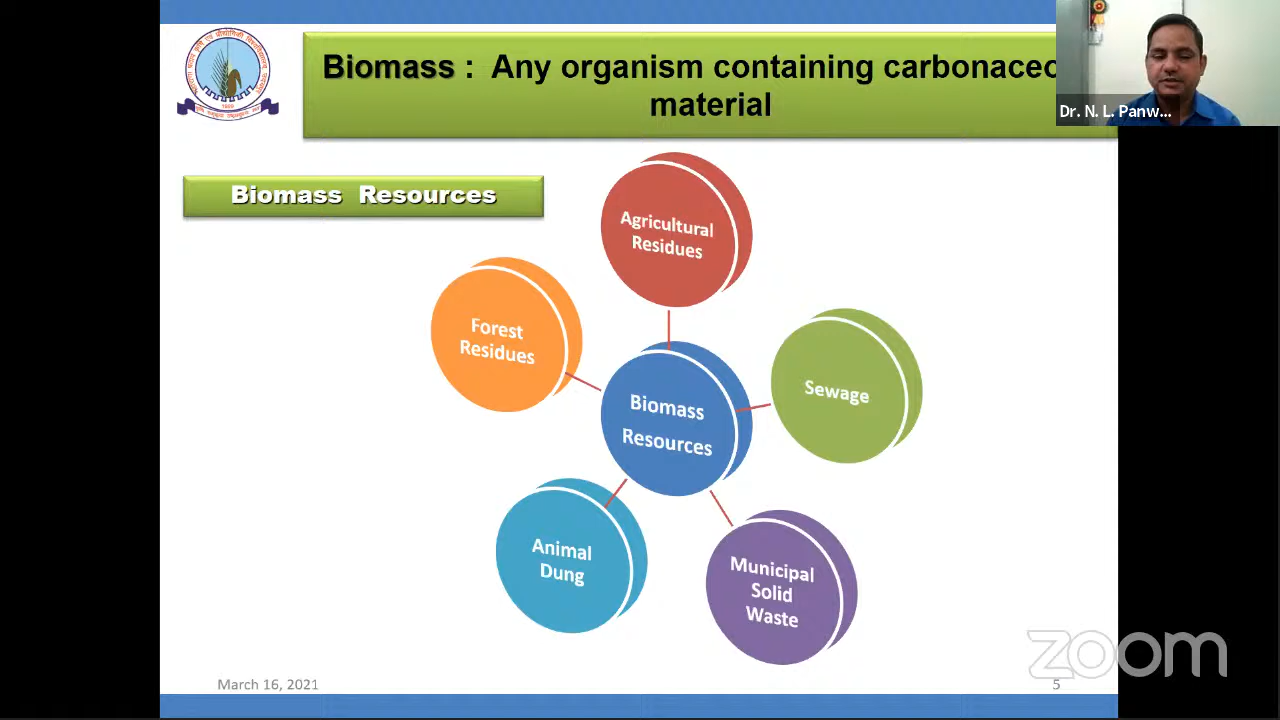 Biomass : Any organism containing carbonaceo
material
Dr. N. L. Panw...
Biomass Resources
Agricultural
Residues
Forest
Residues
Sewage
Biomass
Resources
Animal
Dung
Municipal
Solid
Waste
zoom
March 16, 2021
5